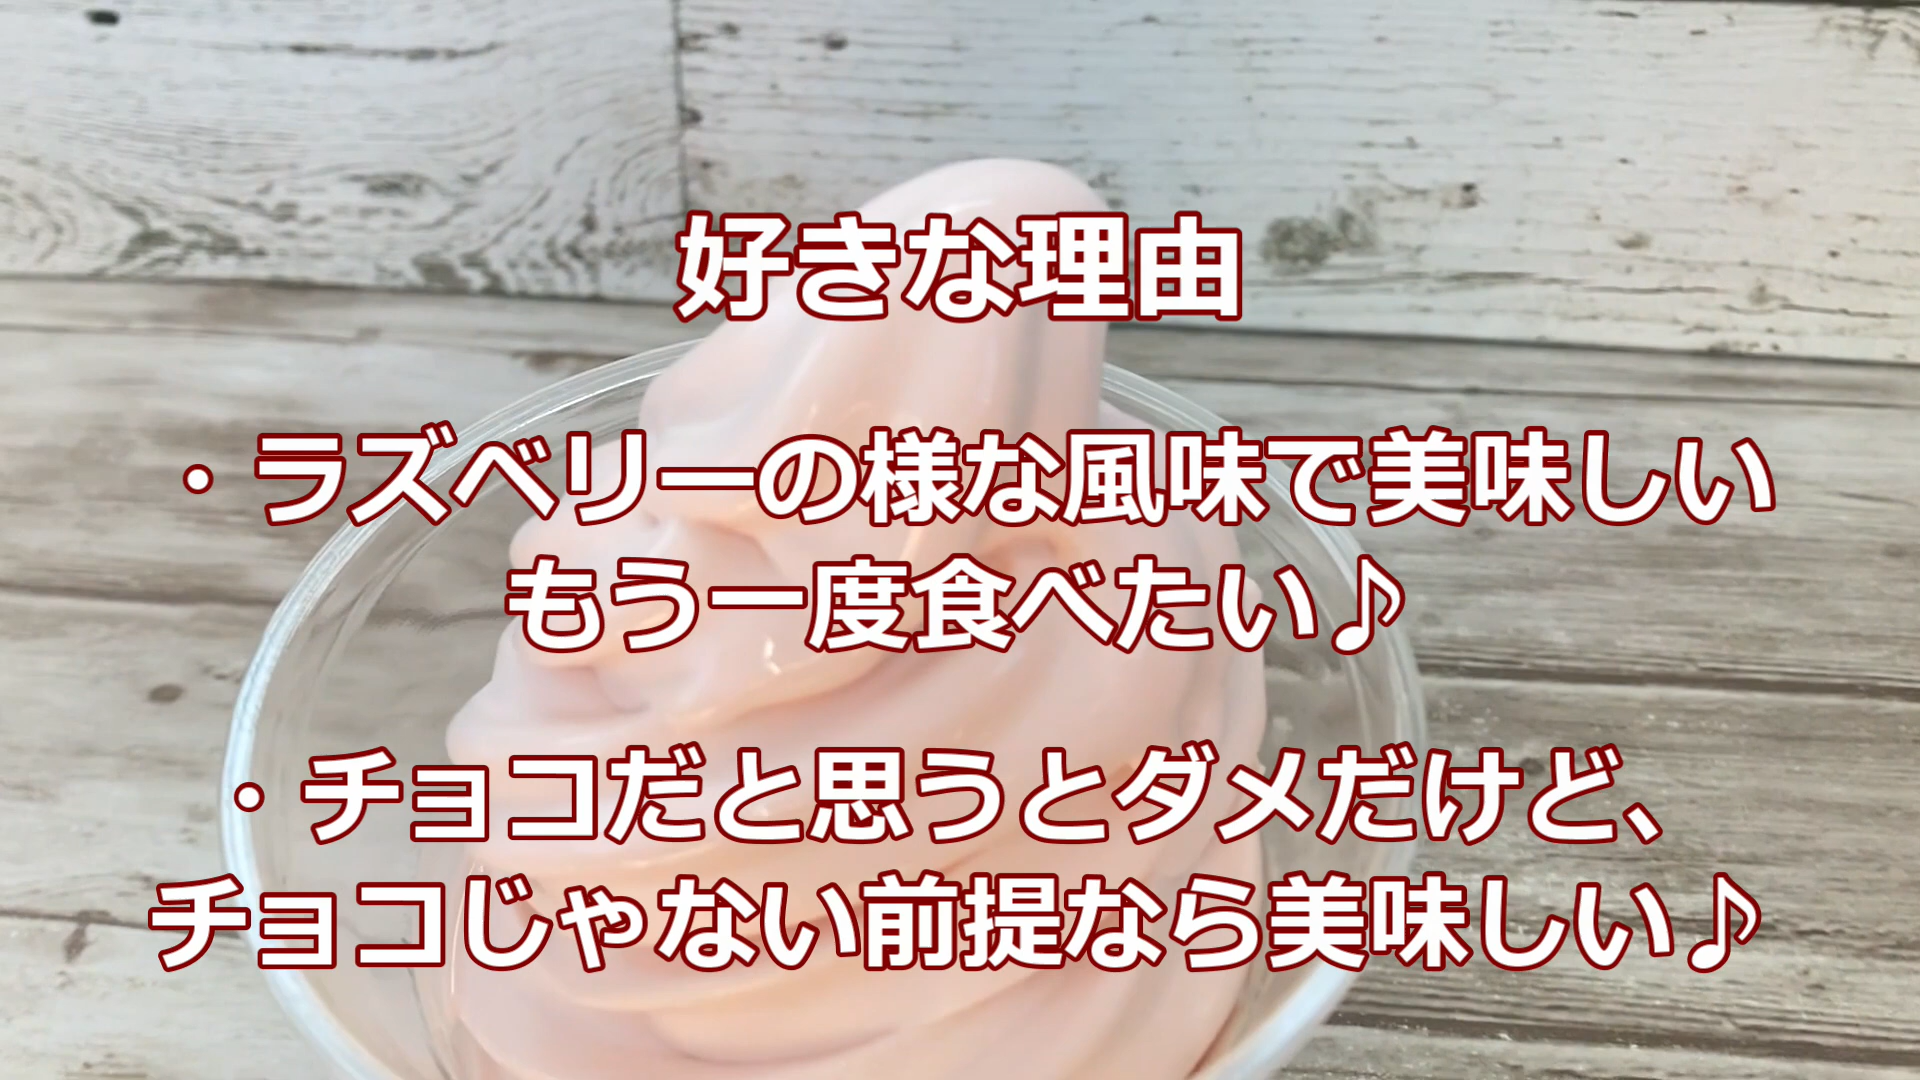 好きな理由
・ラズベリーの様な風味で美味しい
もう一度食べたい♪
・チョコだと思うとダメだけど、
チョコじゃない前提なら美味しい♪